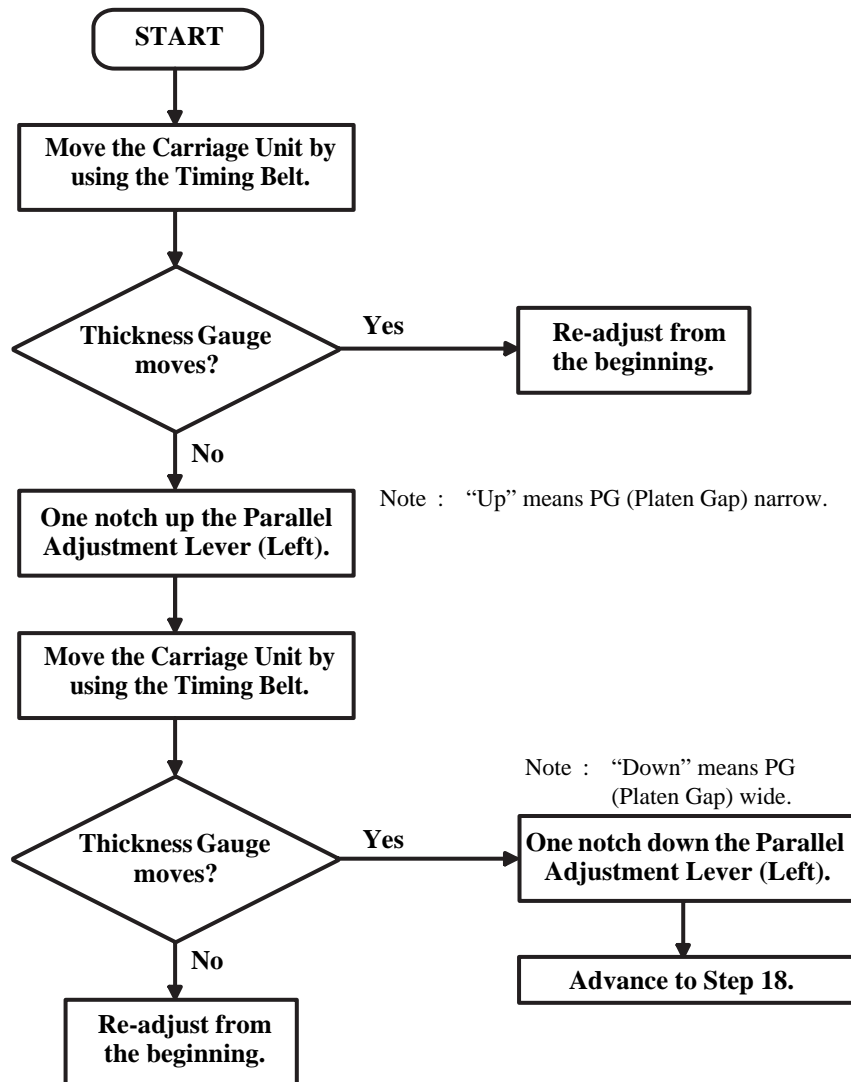 START
Move the Carriage Unit by
using the Timing Belt.
Thickness Gauge
moves?
Yes
Re-adjust from
the beginning.
No
One notch up the Parallel
Adjustment Lever (Left).
Note : “Up” means PG (Platen Gap) narrow.
Move the Carriage Unit by
using the Timing Belt.
Thickness Gauge
moves?
Yes
Note : “Down” means PG
(Platen Gap) wide.
One notch down the Parallel
Adjustment Lever (Left).
Advance to Step 18.
No
Re-adjust from
the beginning.